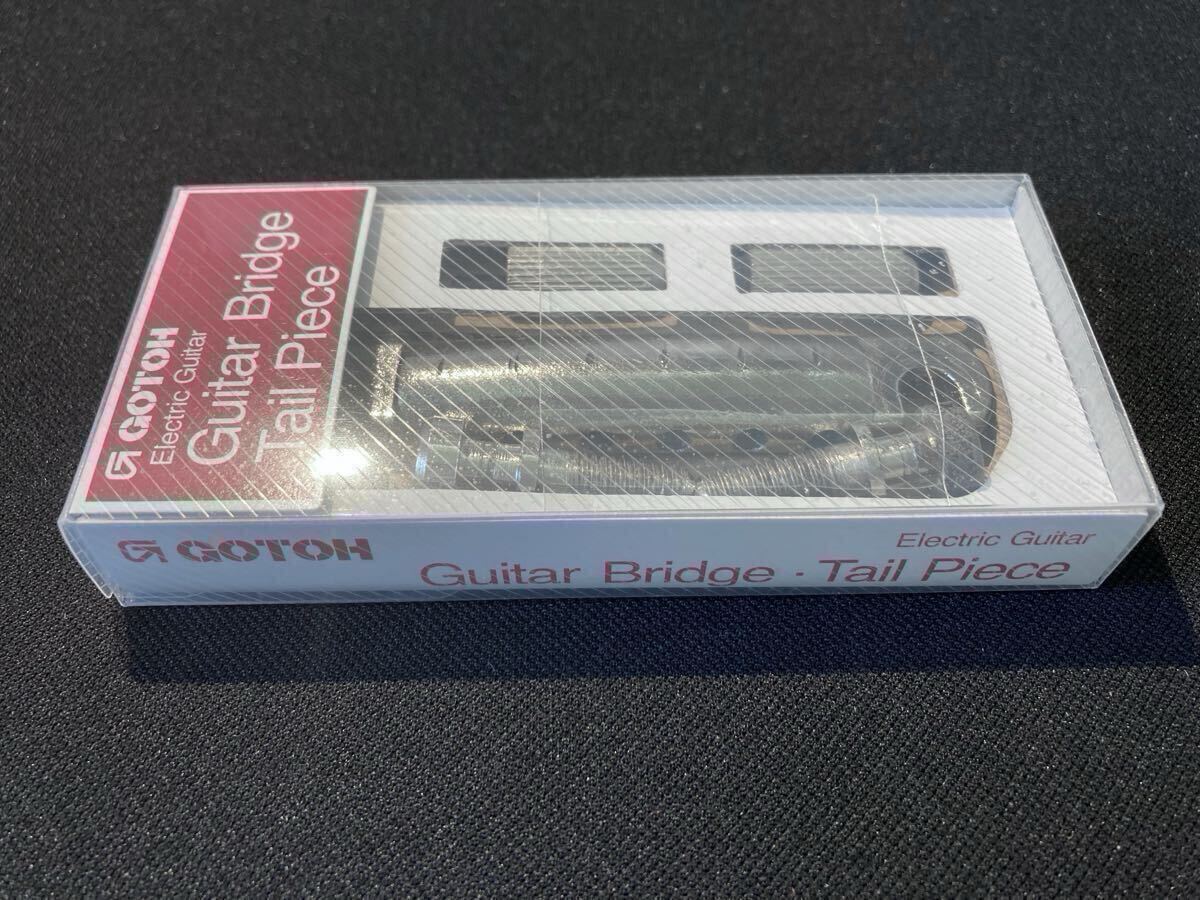 GOTOH
Electric Guitar
Guitar Bridge
Tail Piece
GOTOH
Electric Guitar
Guitar Bridge · Tail Piece